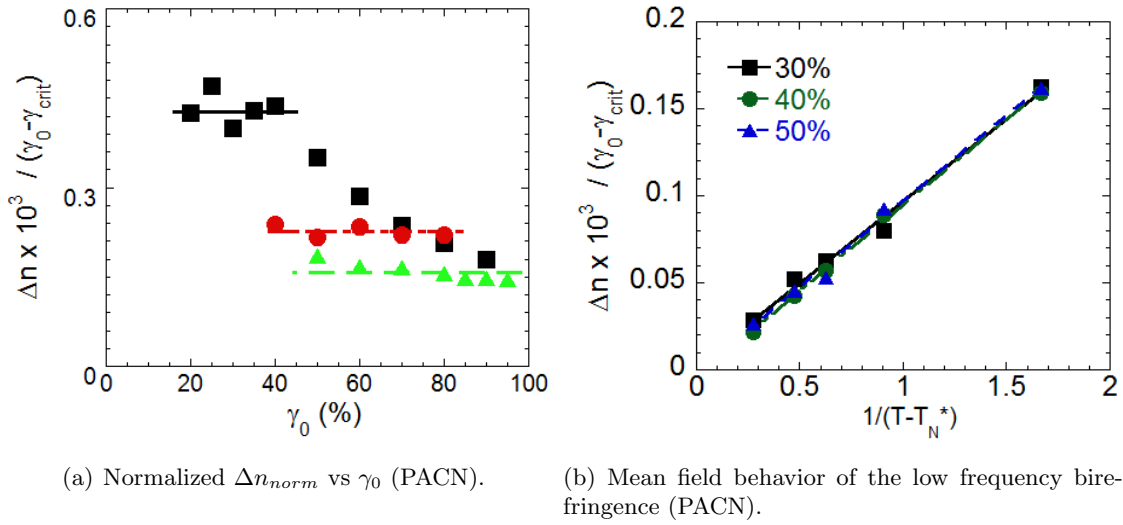 0.6
0.3
0
Δn x 10³ / (γ₀-γcrit)
0 20 40 60 80 100
γ₀ (%)
(a) Normalized Δnnorm vs γ₀ (PACN).
0.2
0.15
0.1
0.05
0
Δn x 10³ / (γ₀-γcrit)
30%
40%
50%
0 0.5 1 1.5 2
1/(T-TN*)
(b) Mean field behavior of the low frequency bire-
fringence (PACN).